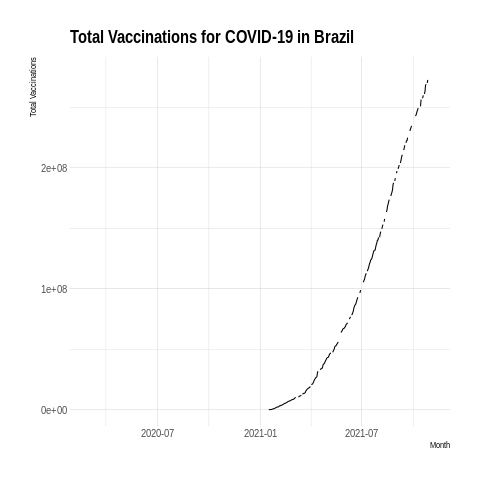 Total Vaccinations for COVID-19 in Brazil
Total Vaccinations
2e+08
1e+08
0e+00
2020-07 2021-01 2021-07
Month